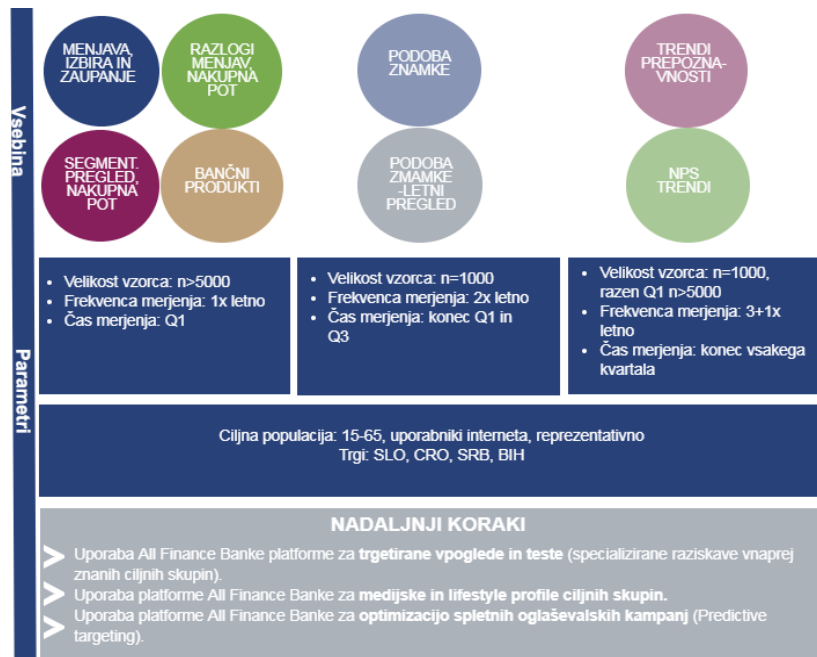 Vsebina
MENJAVA,
IZBIRA IN
ZAUPANJE
RAZLOGI
MENJAV,
NAKUPNA
POT
PODOBA
ZNAMKE
TRENDI
PREPOZNA-
VNOSTI
SEGMENT.
PREGLED,
NAKUPNA
POT
BANČNI
PRODUKTI
PODOBA
ZMAMKE
-LETNI
PREGLED
NPS
TRENDI
Parametri
• Velikost vzorca: n>5000
• Frekvenca merjenja: 1x letno
• Čas merjenja: Q1
• Velikost vzorca: n=1000
• Frekvenca merjenja: 2x letno
• Čas merjenja: konec Q1 in
Q3
• Velikost vzorca: n=1000,
razen Q1 n>5000
• Frekvenca merjenja: 3+1x
letno
• Čas merjenja: konec vsakega
kvartala
Ciljna populacija: 15-65, uporabniki interneta, reprezentativno
Trgi: SLO, CRO, SRB, BIH
NADALJNJI KORAKI
Uporaba All Finance Banke platforme za trgetirane vpoglede in teste (specializirane raziskave vnaprej
znanih ciljnih skupin).
Uporaba platforme All Finance Banke za medijske in lifestyle profile ciljnih skupin.
Uporaba platforme All Finance Banke za optimizacijo spletnih oglaševalskih kampanj (Predictive
targeting).